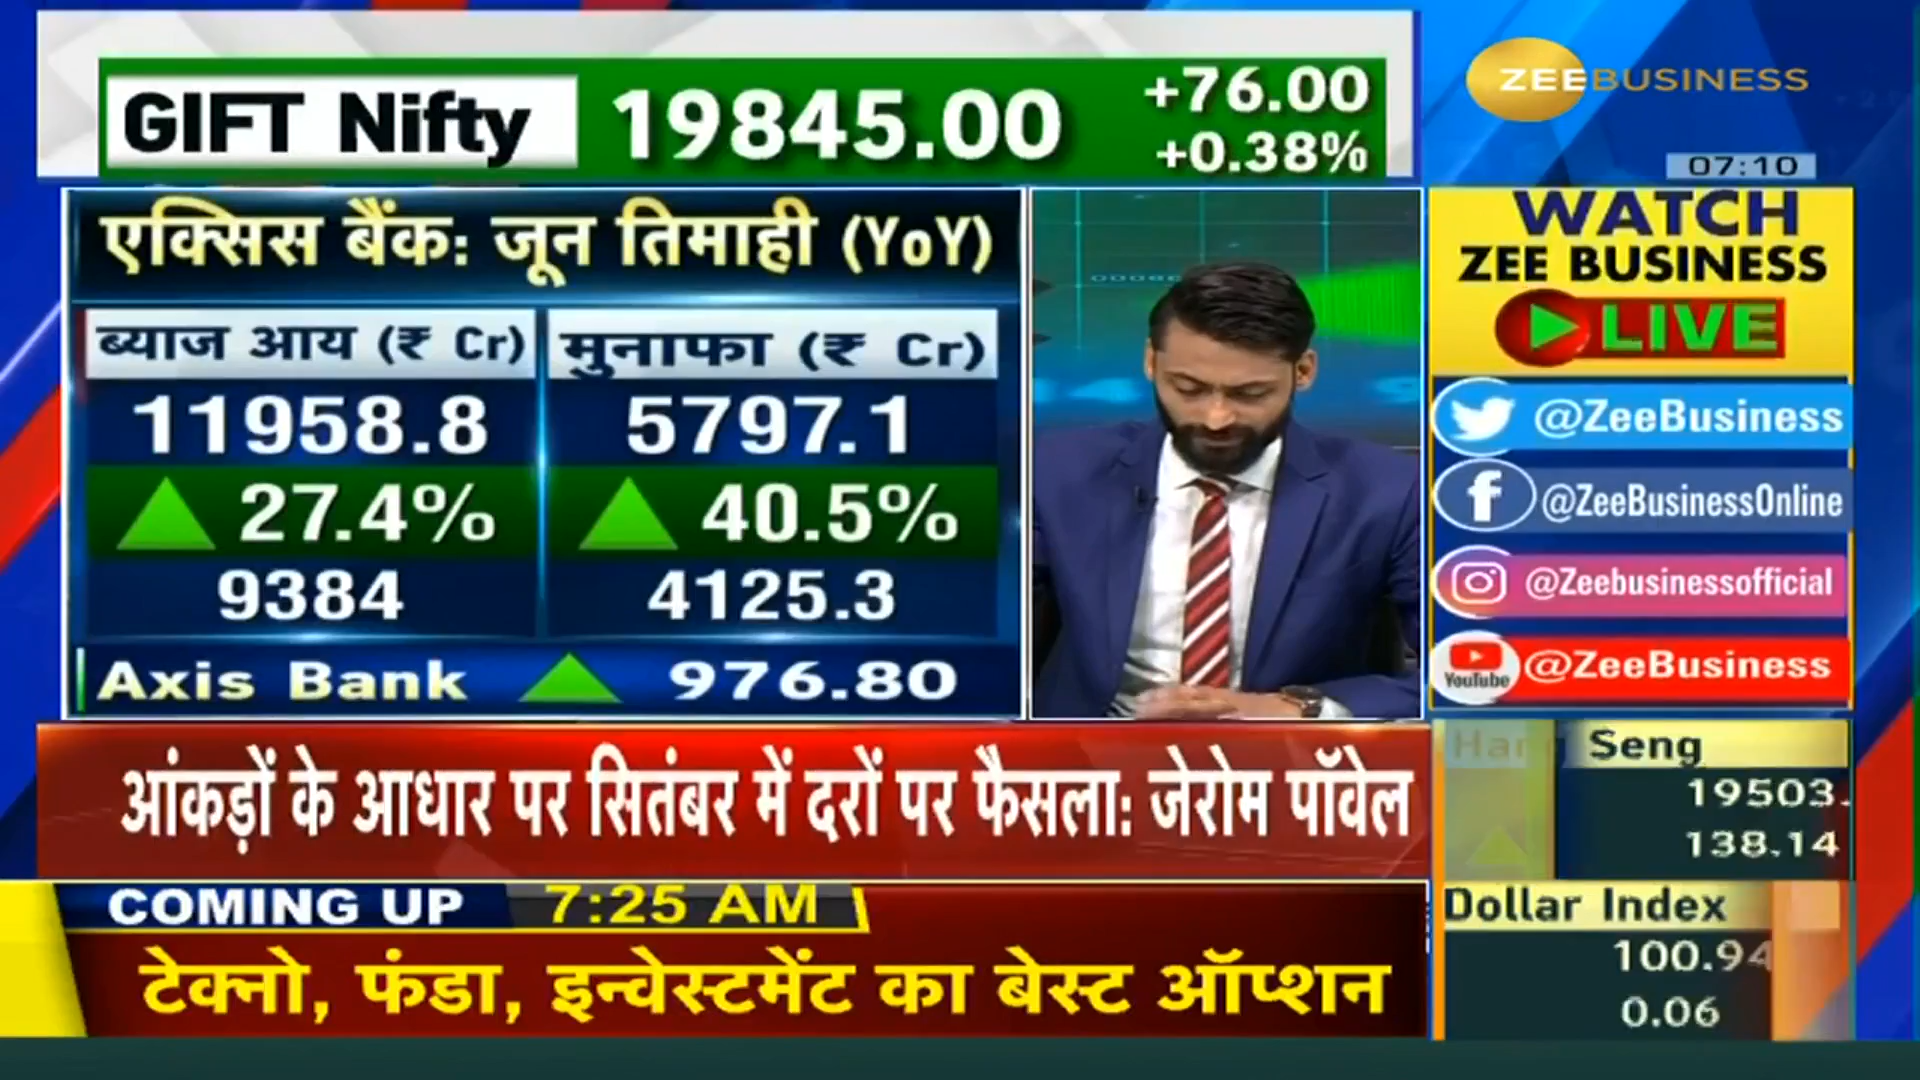 GIFT Nifty 19845.00 +76.00
+0.38%
ZEEBUSINESS
07:10
एक्सिस बैंक: जून तिमाही (YoY)
ब्याज आय (₹ Cr) मुनाफा (₹ Cr)
11958.8 5797.1
27.4% 40.5%
9384 4125.3
Axis Bank 976.80
WATCH
ZEE BUSINESS
LIVE
@ZeeBusiness
@ZeeBusinessOnline
@Zeebusinessofficial
YouTube @ZeeBusiness
आंकड़ों के आधार पर सितंबर में दरों पर फैसला: जेरोम पॉवेल
Hang Seng
19503.
138.14
COMING UP 7:25 AM
टेक्नो, फंडा, इन्वेस्टमेंट का बेस्ट ऑप्शन
Dollar Index
100.94
0.06